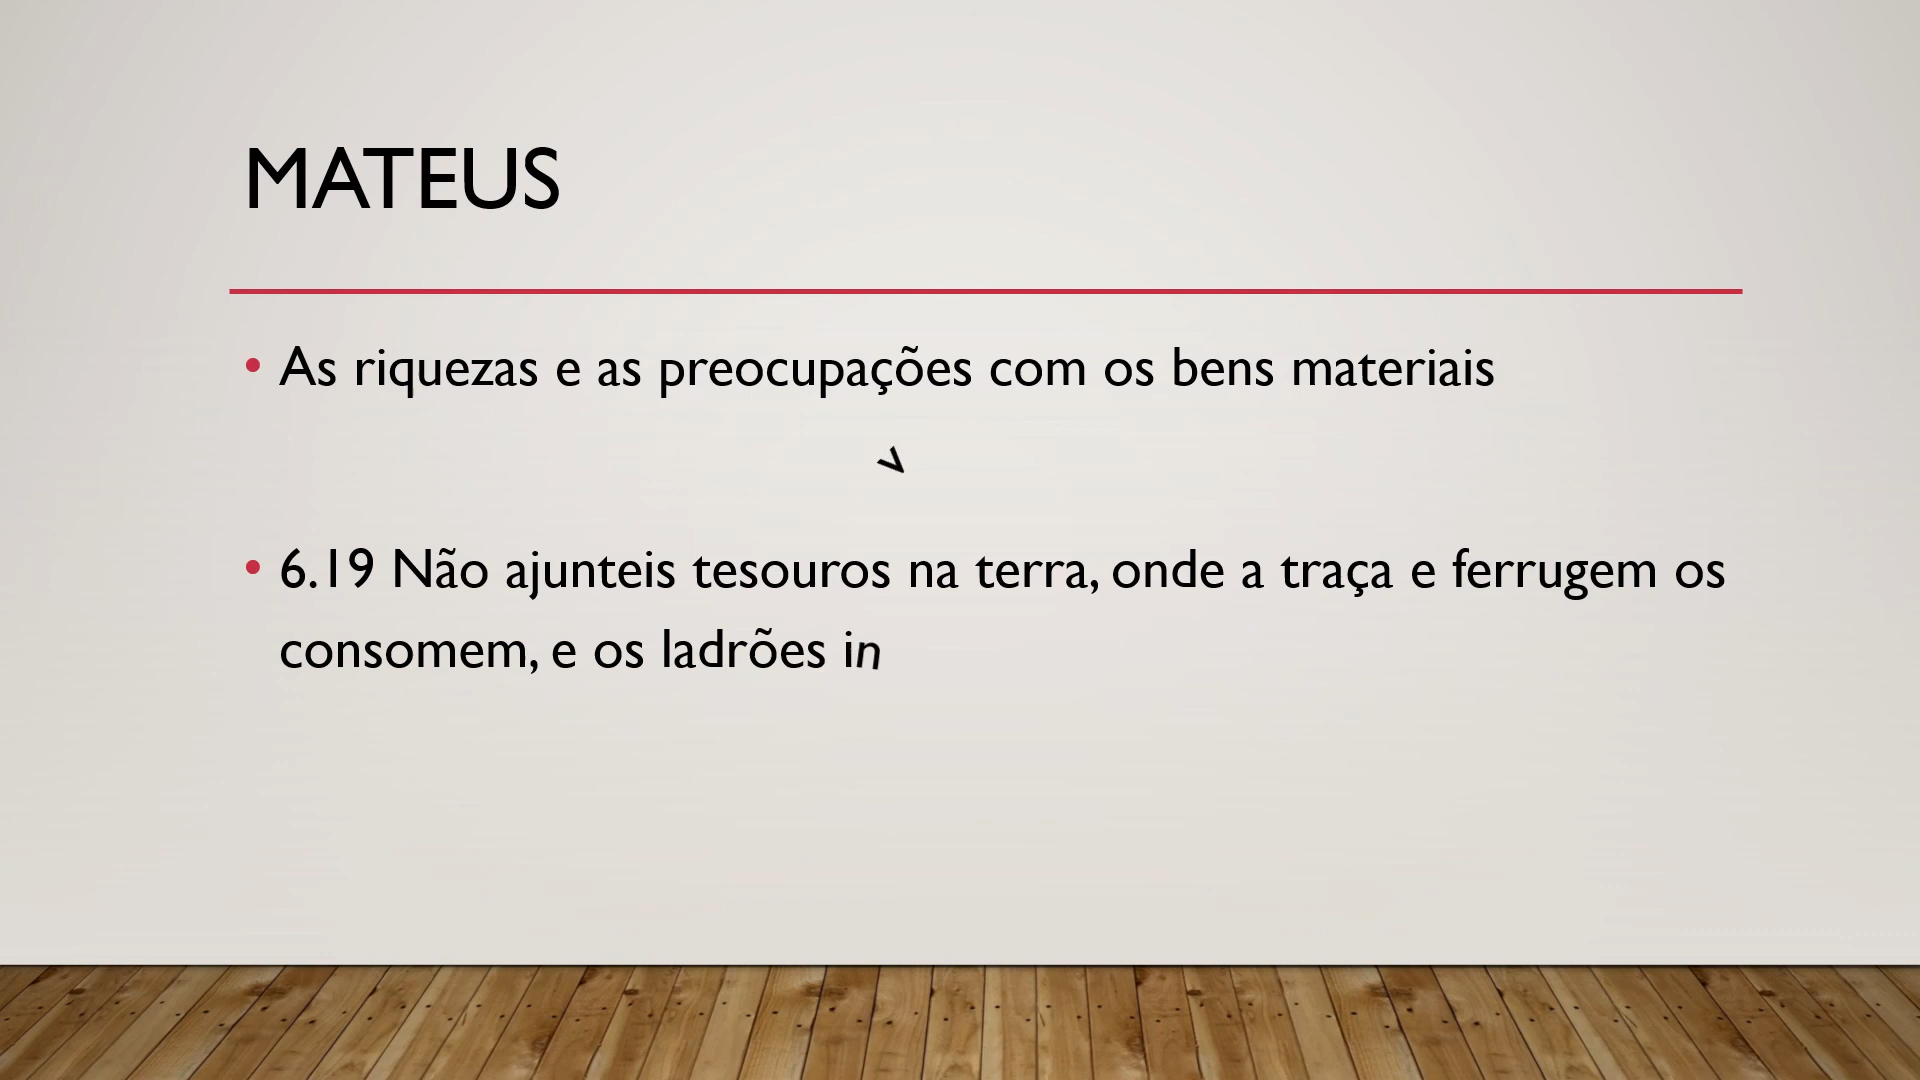 MATEUS
• As riquezas e as preocupações com os bens materiais
v
• 6.19 Não ajunteis tesouros na terra, onde a traça e ferrugem os
consomem, e os ladrões in